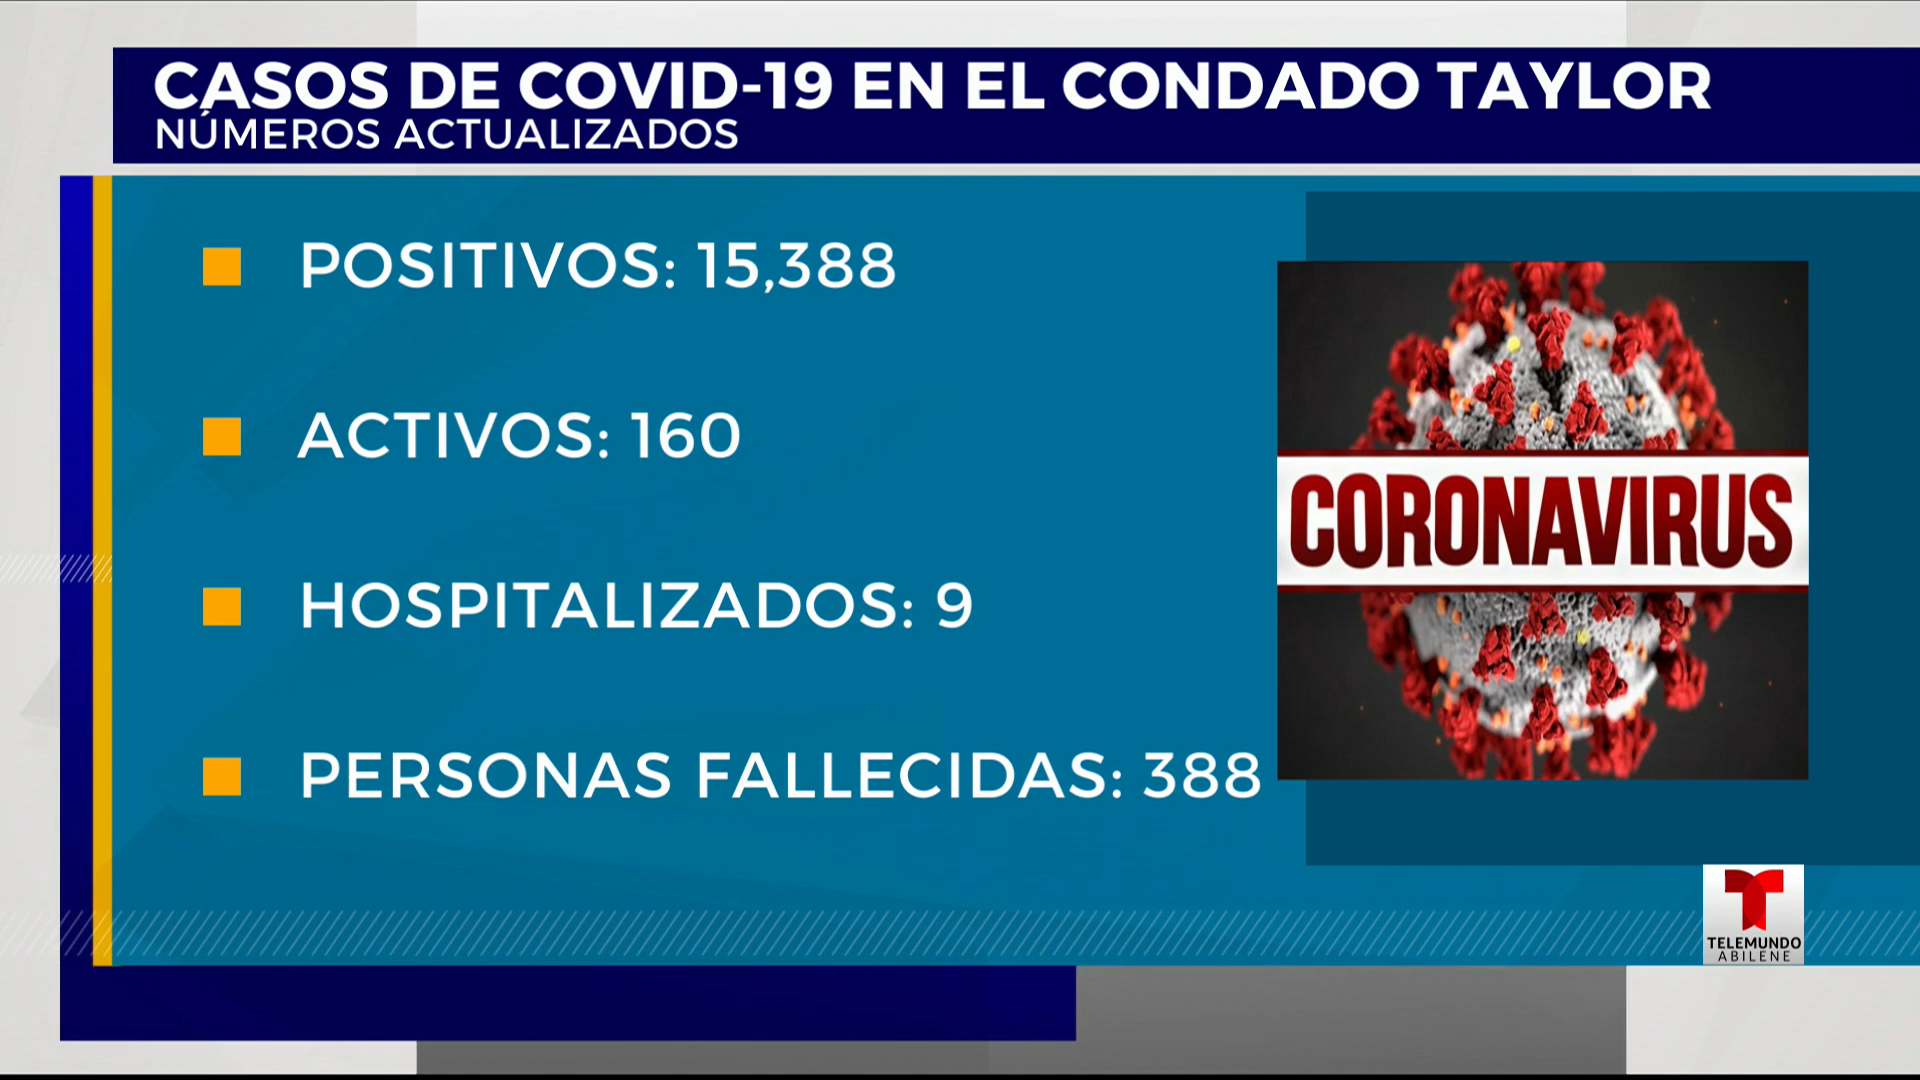 CASOS DE COVID-19 EN EL CONDADO TAYLOR
NÚMEROS ACTUALIZADOS
POSITIVOS: 15,388
ACTIVOS: 160
HOSPITALIZADOS: 9
PERSONAS FALLECIDAS: 388
CORONAVIRUS
TELEMUNDO
ABILENE